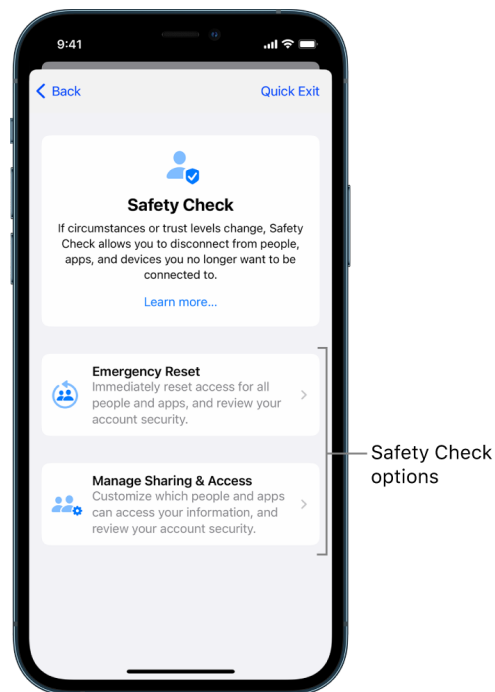 9:41
Back
Quick Exit
Safety Check
If circumstances or trust levels change, Safety
Check allows you to disconnect from people,
apps, and devices you no longer want to be
connected to.
Learn more...
Emergency Reset
Immediately reset access for all
people and apps, and review your
account security.
Manage Sharing & Access
Customize which people and apps
can access your information, and
review your account security.
Safety Check
options